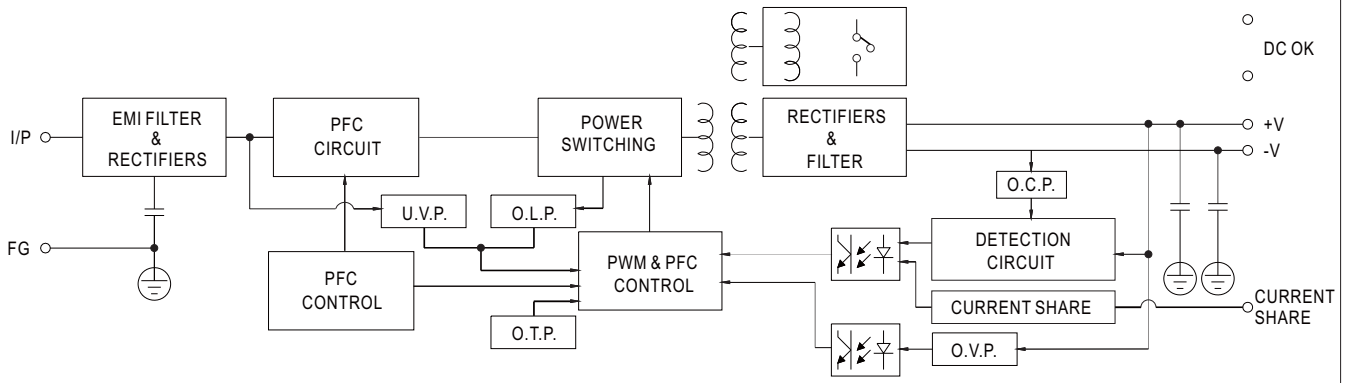 DC OK
I/P
EMI FILTER
&
RECTIFIERS
PFC
CIRCUIT
POWER
SWITCHING
RECTIFIERS
&
FILTER
+V
-V
O.C.P.
U.V.P.
O.L.P.
FG
PFC
CONTROL
PWM & PFC
CONTROL
DETECTION
CIRCUIT
CURRENT SHARE
CURRENT
SHARE
O.T.P.
O.V.P.